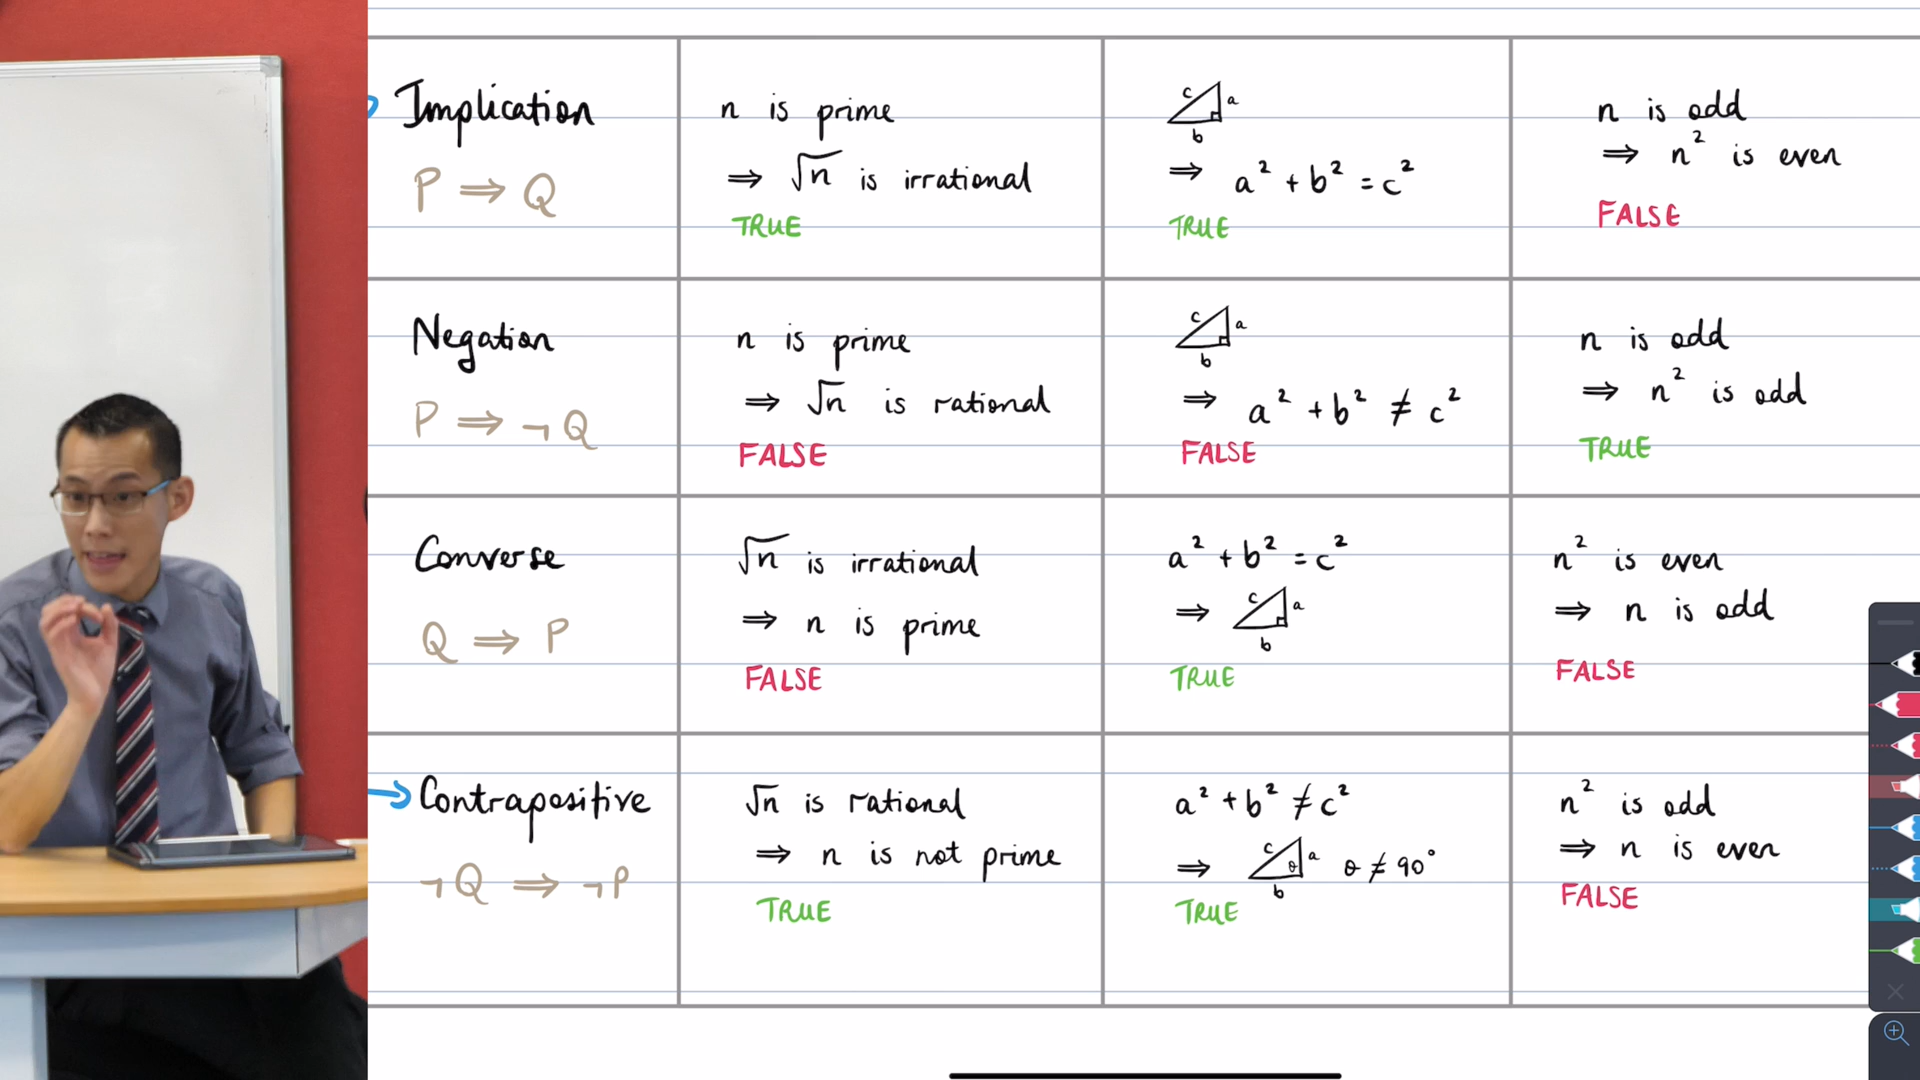 Implication
P ⇒ Q
n is prime
⇒ √n is irrational
TRUE
c
a
b
⇒ a² + b² = c²
TRUE
n is odd
⇒ n² is even
FALSE
Negation
P ⇒ ¬Q
n is prime
⇒ √n is rational
FALSE
c
a
b
⇒ a² + b² ≠ c²
FALSE
n is odd
⇒ n² is odd
TRUE
Converse
Q ⇒ P
√n is irrational
⇒ n is prime
FALSE
a² + b² = c²
⇒ c a
b
TRUE
n² is even
⇒ n is odd
FALSE
Contrapositive
¬Q ⇒ ¬P
√n is rational
⇒ n is not prime
TRUE
a² + b² ≠ c²
⇒ c θ a θ ≠ 90°
b
TRUE
n² is odd
⇒ n is even
FALSE